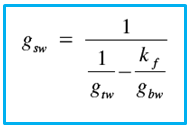 g_sw = 1 / (1/g_tw − k_f/g_bw)